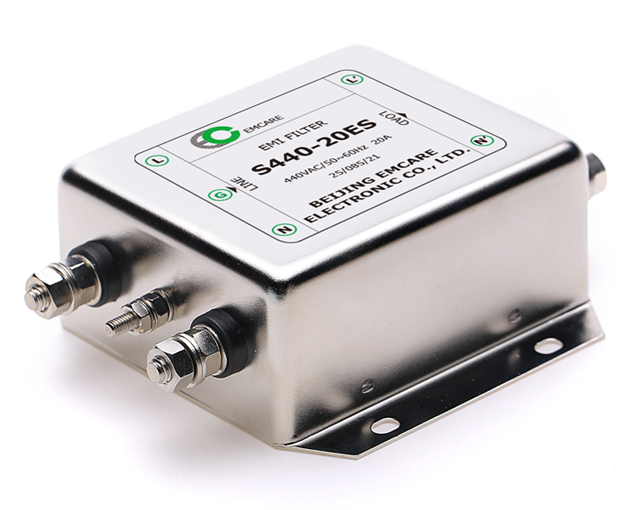 EC EMCARE
L
L'
EMI FILTER
S440-20ES
440VAC/50~60Hz 20A
25/085/21
LINE
LOAD
G
N
N'
BEIJING EMCARE
ELECTRONIC CO., LTD.